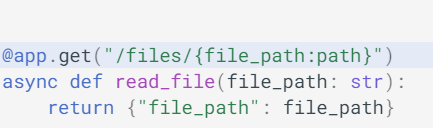 @app.get("/files/{file_path:path}")
async def read_file(file_path: str):
    return {"file_path": file_path}